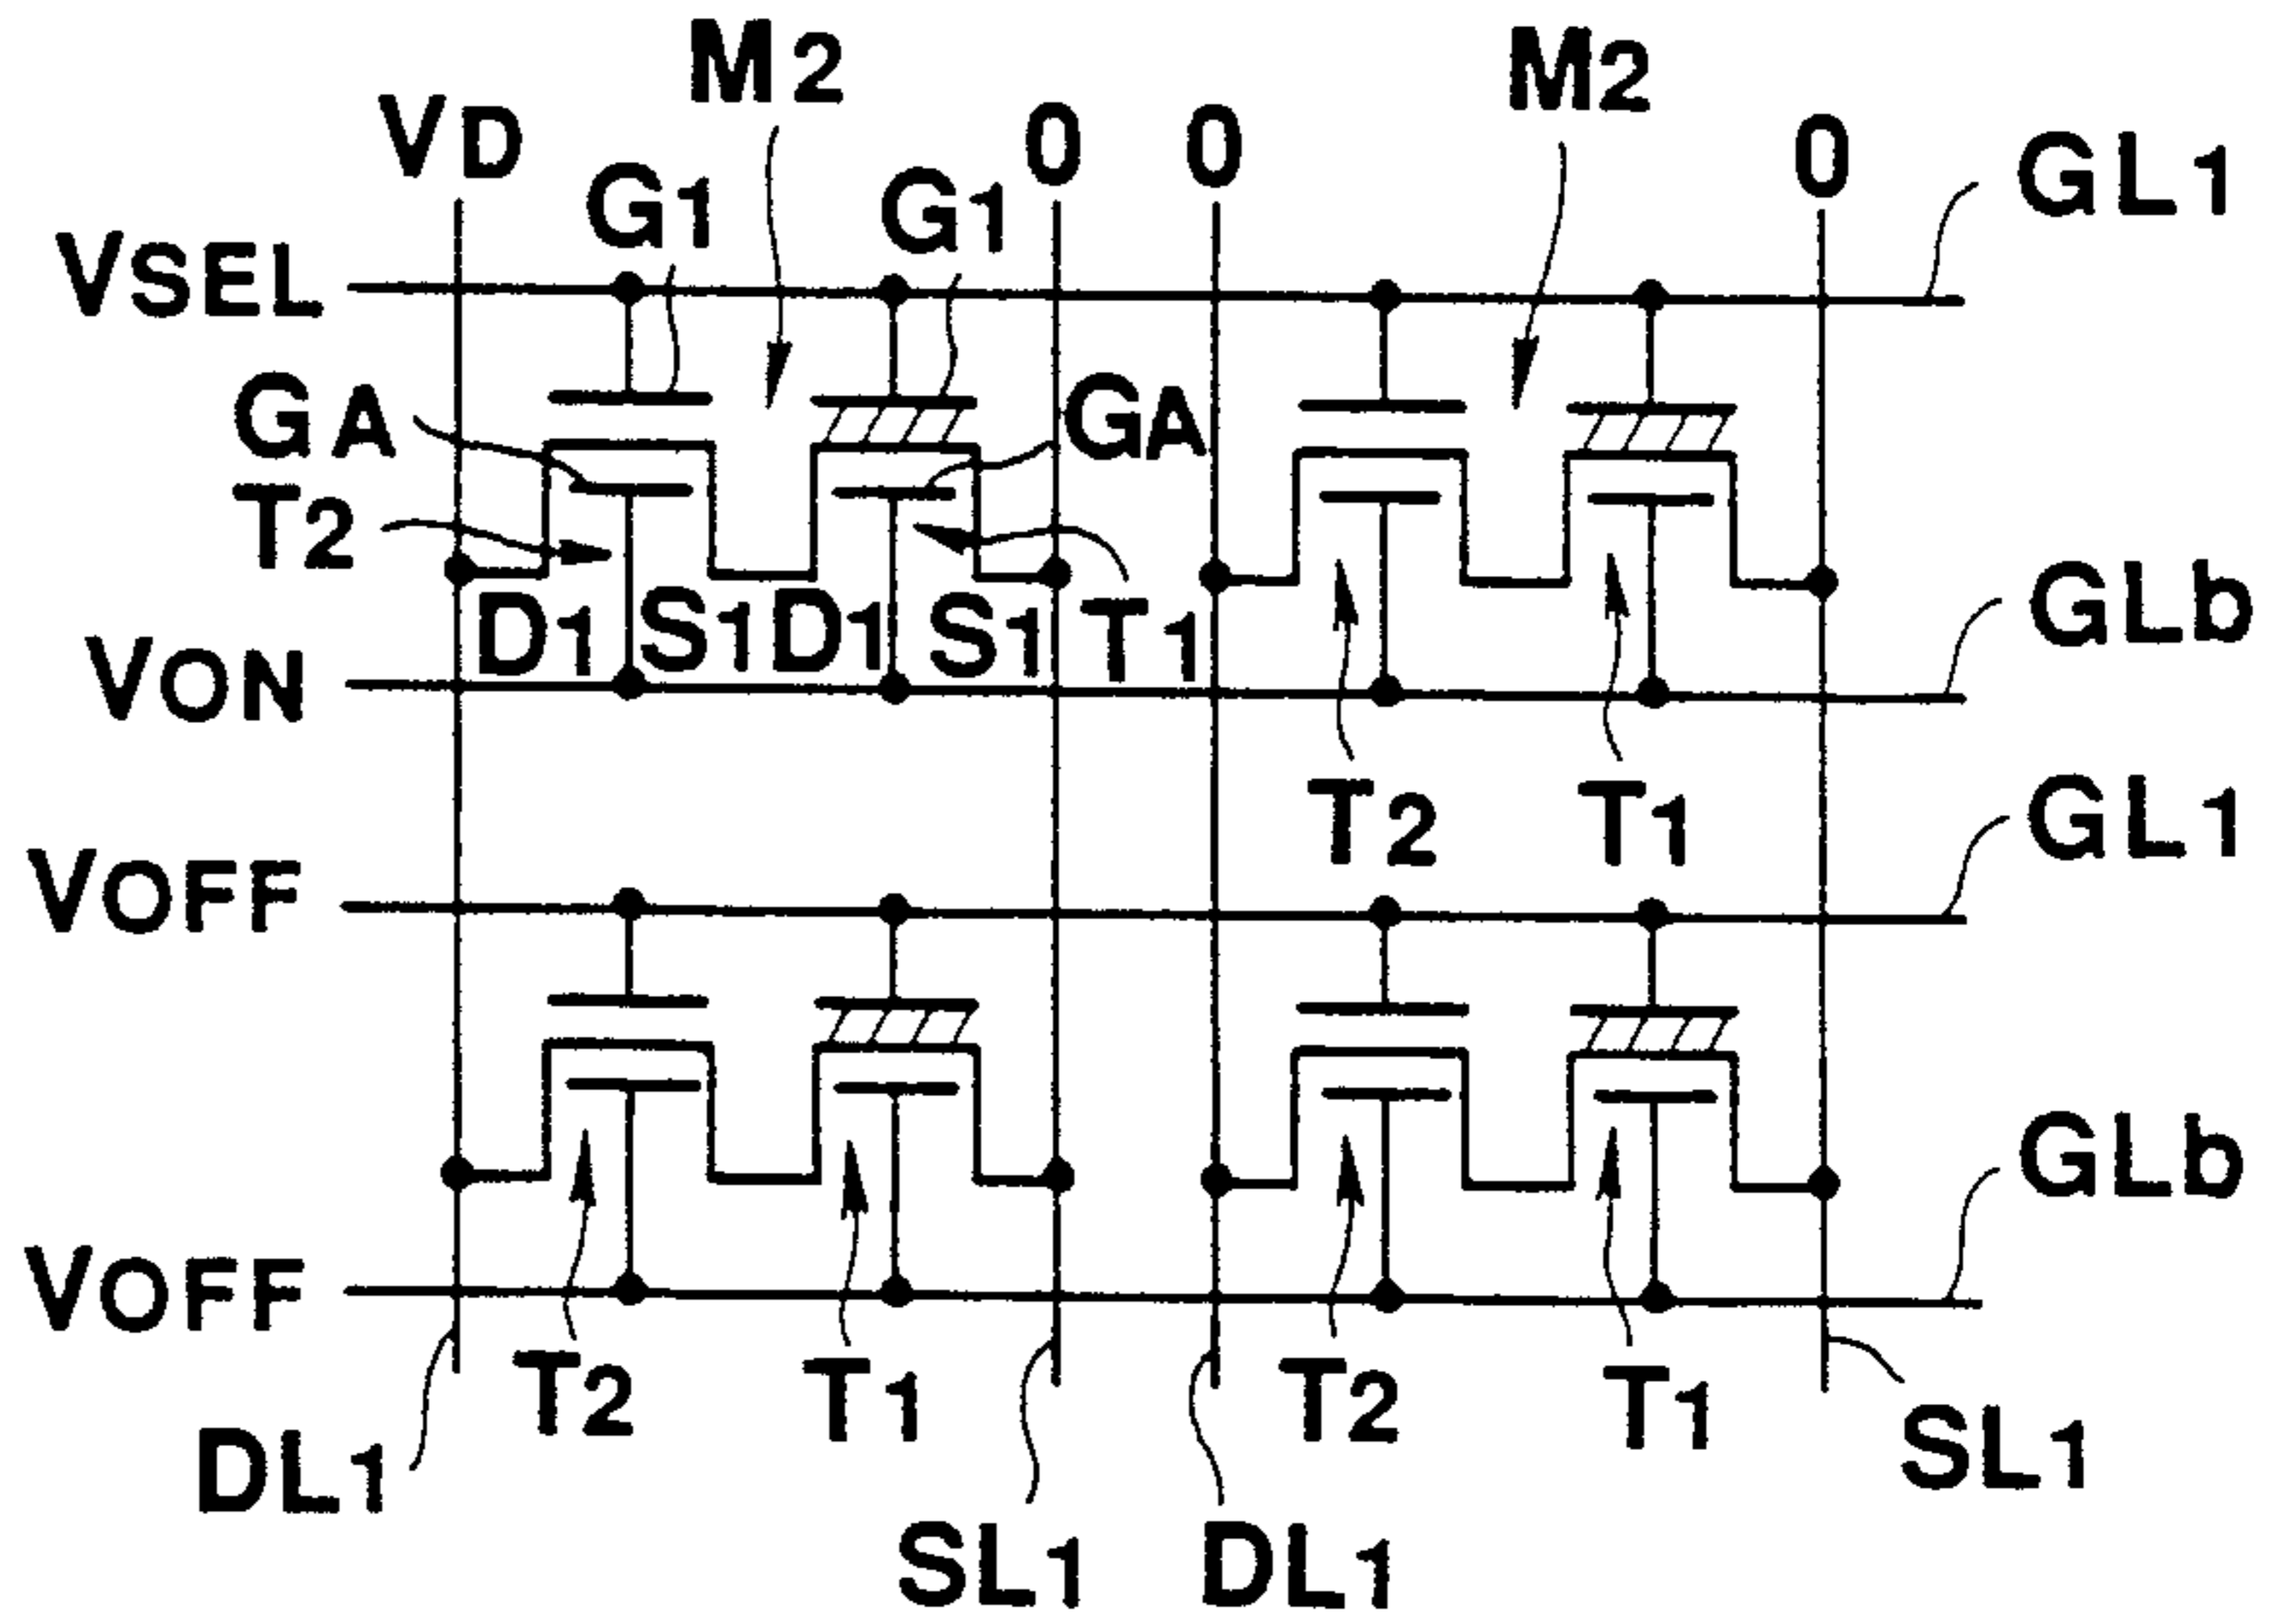 M2 M2
VD 0 0 0 GL1
G1 G1
VSEL
GA GA
T2
D1 S1 D1 S1 T1 GLb
VON
T2 T1 GL1
VOFF
GLb
VOFF
T2 T1 T2 T1
DL1 SL1
SL1 DL1